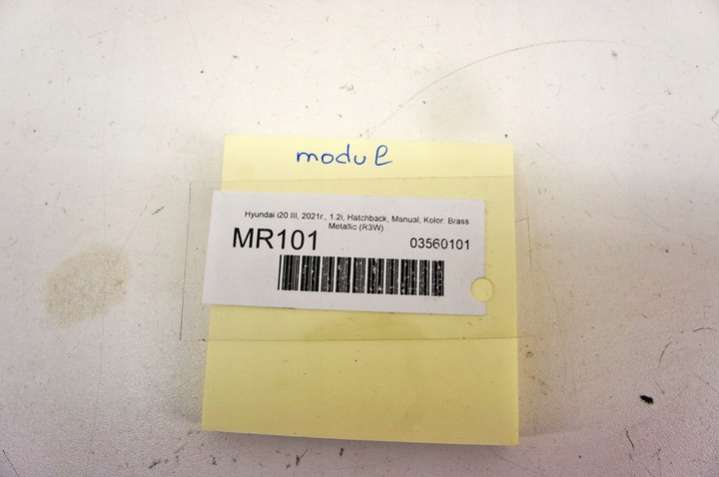 moduł
Hyundai i20 III, 2021r., 1.2i, Hatchback, Manual, Kolor: Brass
Metallic (R3W)
MR101 03560101